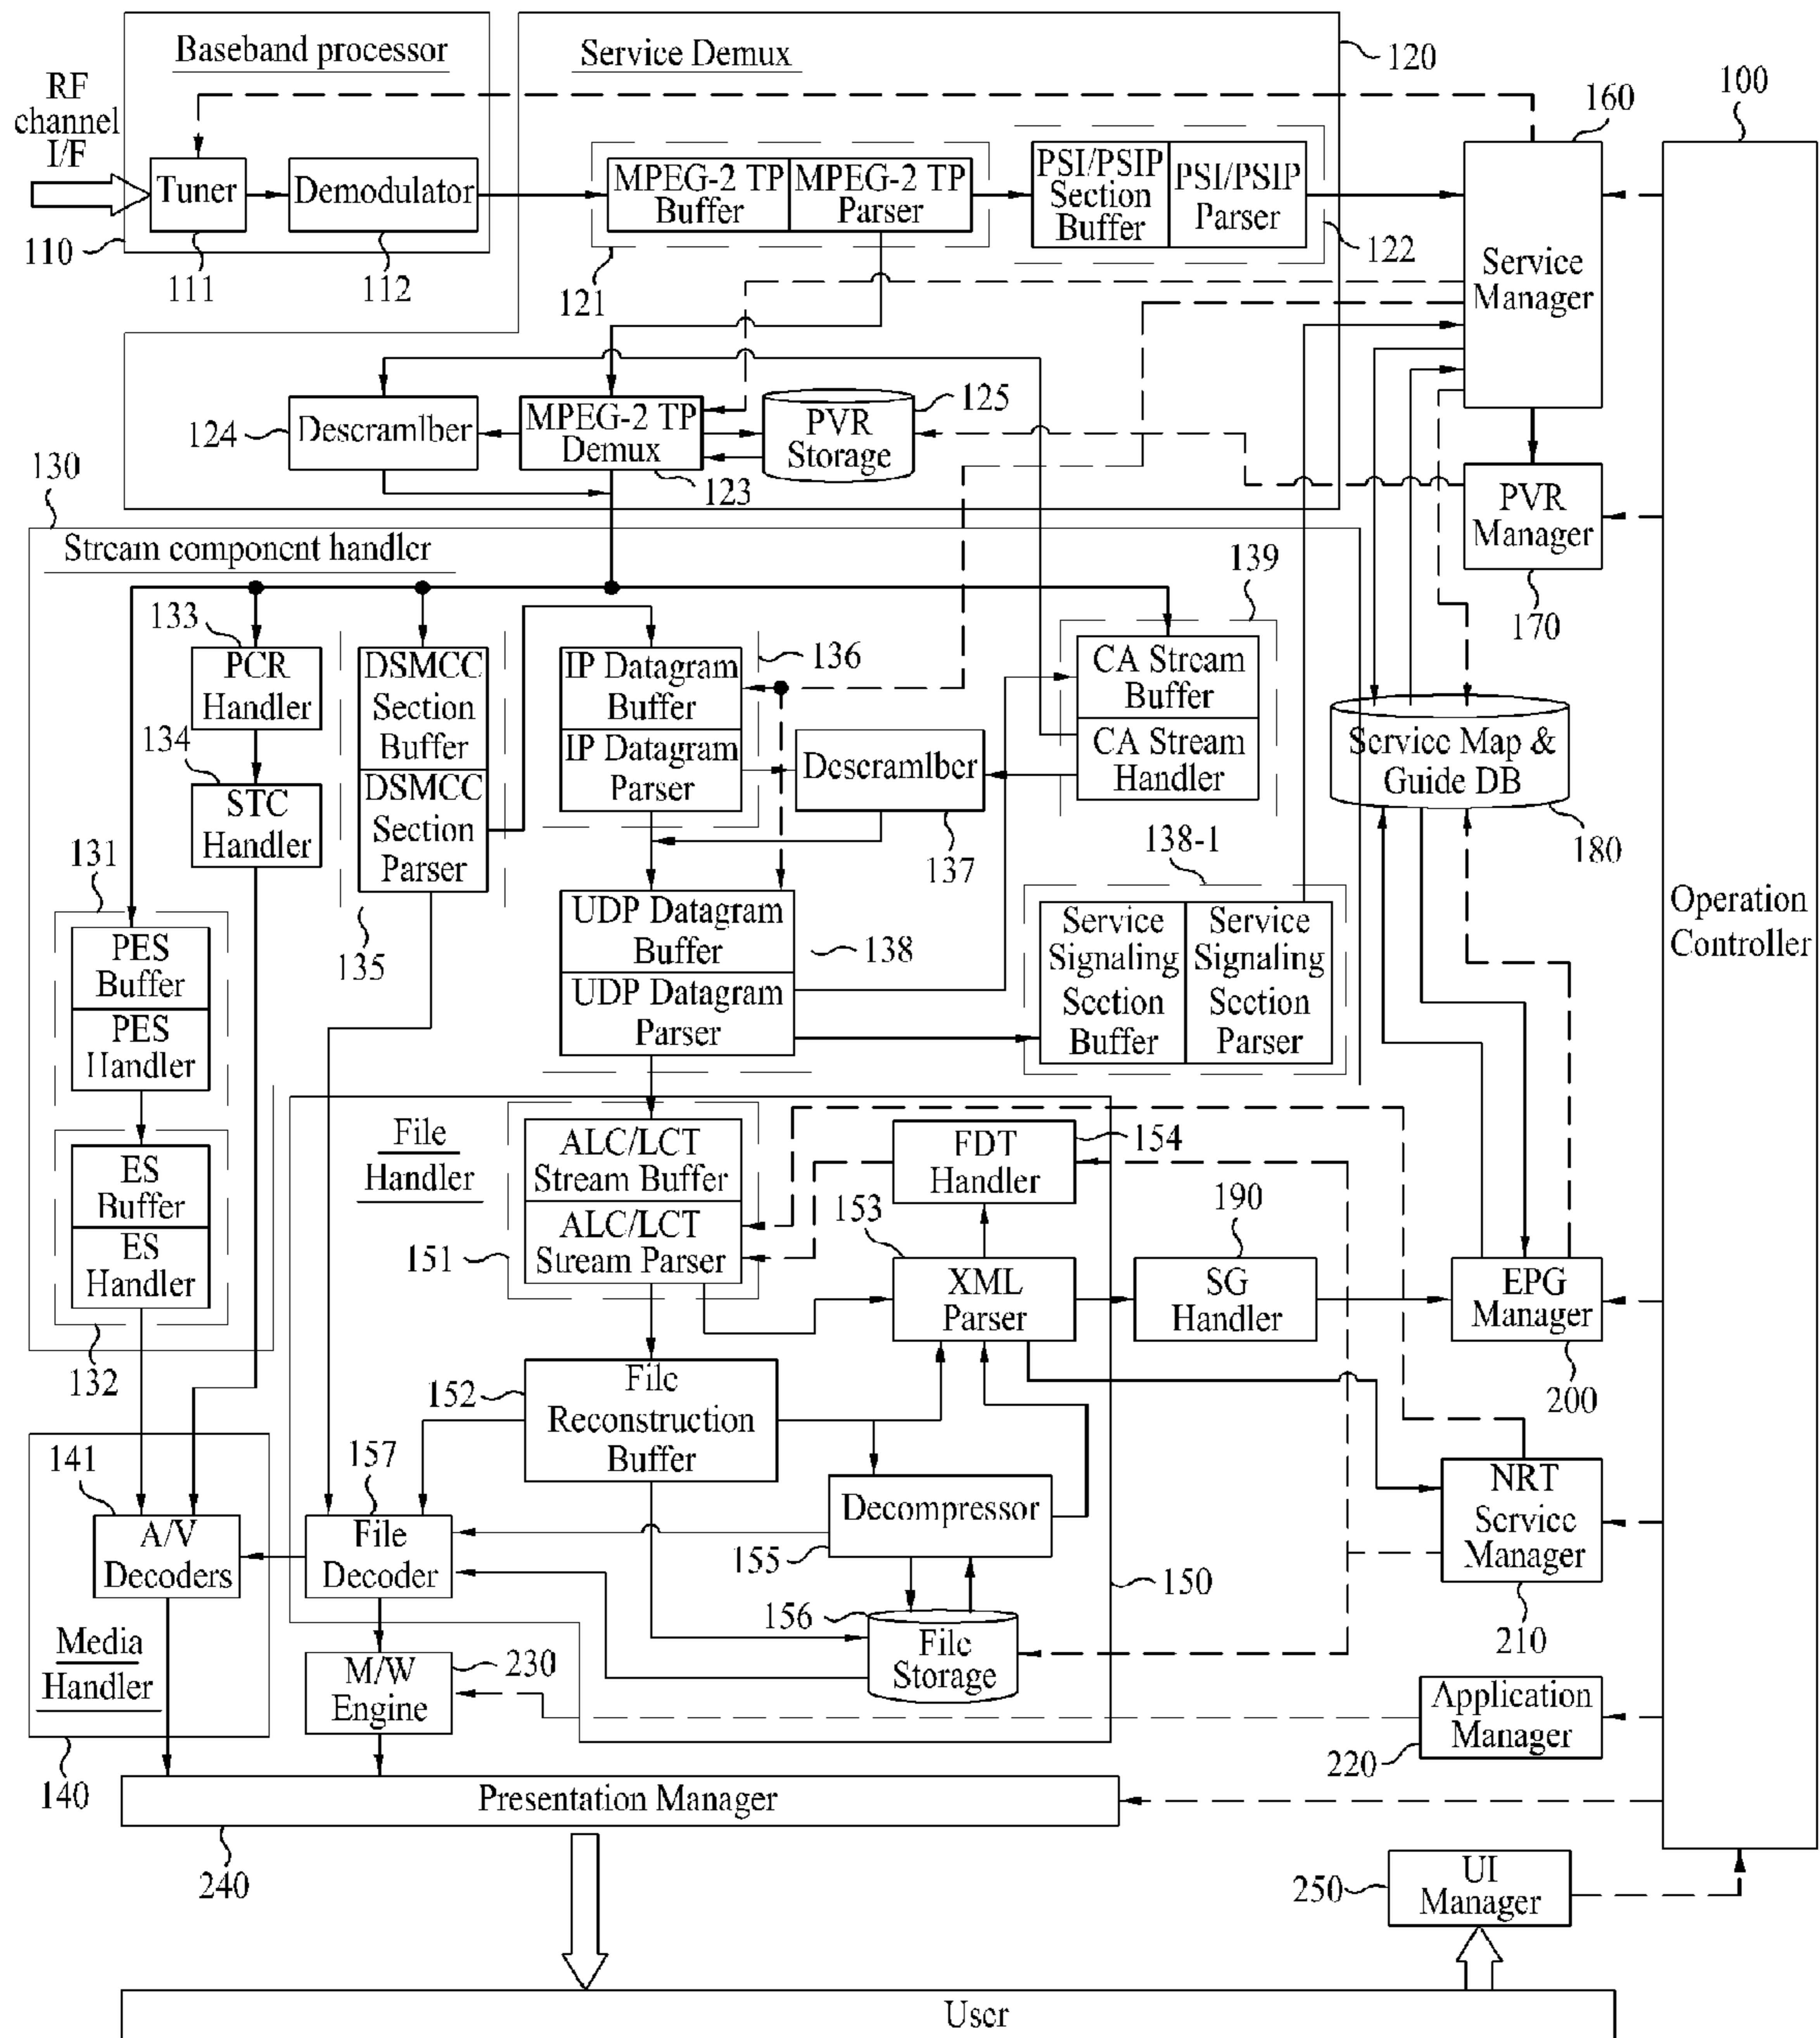 Baseband processor
Service Demux
120
RF
channel
I/F
100
160
Tuner
Demodulator
MPEG-2 TP
Buffer
MPEG-2 TP
Parser
PSI/PSIP
Section
Buffer
PSI/PSIP
Parser
Service
Manager
110
111
112
121
122
124
Descramlber
MPEG-2 TP
Demux
123
PVR
Storage
125
PVR
Manager
170
130
Stream component handler
133
PCR
Handler
134
STC
Handler
DSMCC
Section
Buffer
DSMCC
Section
Parser
135
IP Datagram
Buffer
IP Datagram
Parser
136
Descramlber
137
139
CA Stream
Buffer
CA Stream
Handler
Service Map &
Guide DB
180
Operation
Controller
131
PES
Buffer
PES
Handler
UDP Datagram
Buffer
UDP Datagram
Parser
138
138-1
Service
Signaling
Section
Buffer
Service
Signaling
Section
Parser
ES
Buffer
ES
Handler
132
File
Handler
ALC/LCT
Stream Buffer
ALC/LCT
Stream Parser
151
FDT
Handler
154
153
XML
Parser
190
SG
Handler
EPG
Manager
200
152
File
Reconstruction
Buffer
141
A/V
Decoders
157
File
Decoder
Decompressor
155
150
NRT
Service
Manager
210
156
File
Storage
Media
Handler
140
M/W
Engine
230
Application
Manager
220
Presentation Manager
240
250
UI
Manager
User